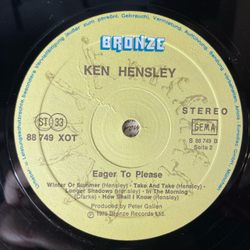 BRONZE
KEN HENSLEY
ST 33
STEREO
88 749 XOT
GEMA
S 88 749 B
Seite 2
Eager To Please
Winter Or Summer (Hensley) - Take And Take (Hensley) -
Longer Shadows (Hensley) - In The Morning
(Clarke) - How Shall I Know (Hensley)
Produced by Peter Gallen
℗ 1975 Bronze Records Ltd.